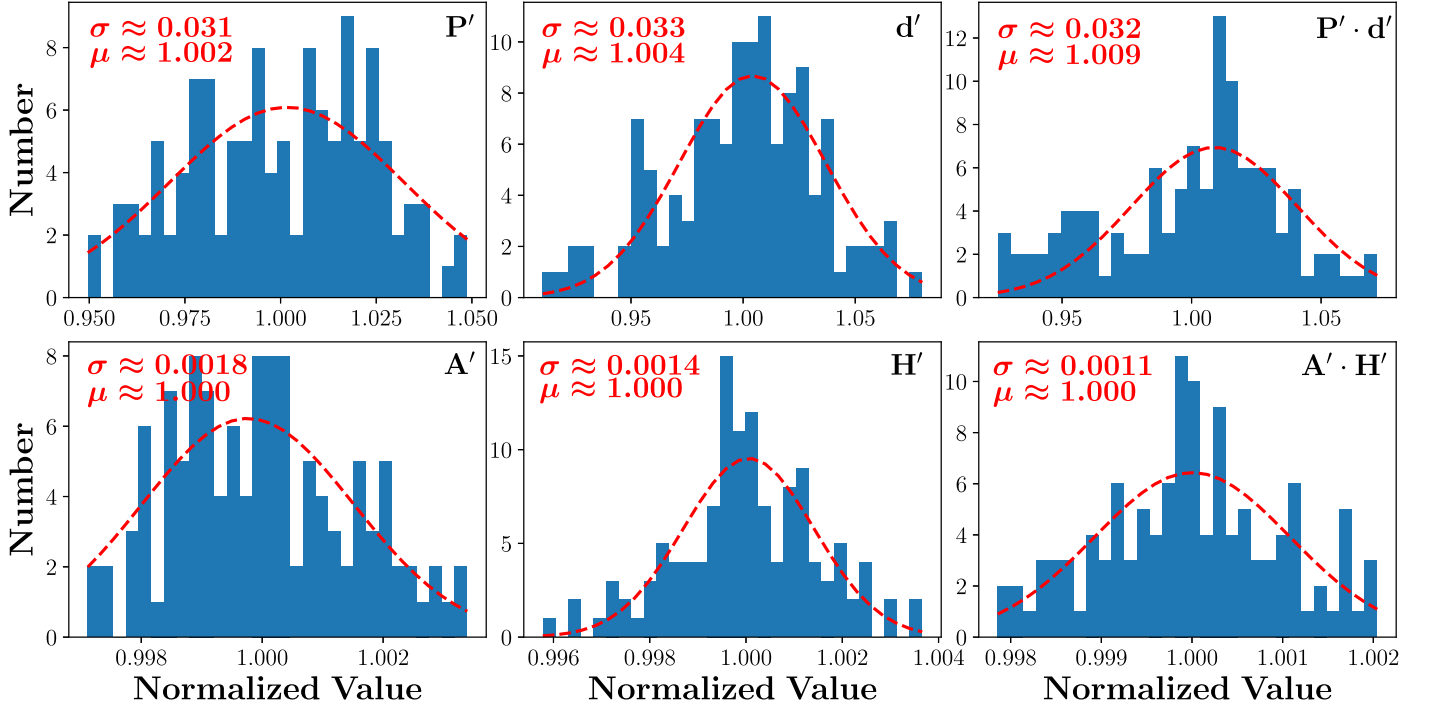 σ ≈ 0.031
μ ≈ 1.002
P′
Number
8
6
4
2
0
0.950 0.975 1.000 1.025 1.050
σ ≈ 0.033
μ ≈ 1.004
d′
10
8
6
4
2
0
0.95 1.00 1.05
σ ≈ 0.032
μ ≈ 1.009
P′ · d′
12
10
8
6
4
2
0
0.95 1.00 1.05
σ ≈ 0.0018
μ ≈ 1.000
A′
Number
8
6
4
2
0
0.998 1.000 1.002
Normalized Value
σ ≈ 0.0014
μ ≈ 1.000
H′
15
10
5
0
0.996 0.998 1.000 1.002 1.004
Normalized Value
σ ≈ 0.0011
μ ≈ 1.000
A′ · H′
10
8
6
4
2
0
0.998 0.999 1.000 1.001 1.002
Normalized Value